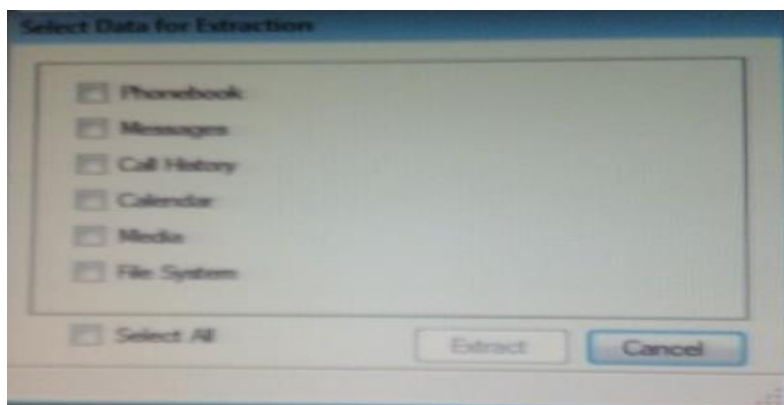 Select Data for Extraction
Phonebook
Messages
Call History
Calendar
Media
File System
Select All
Extract
Cancel